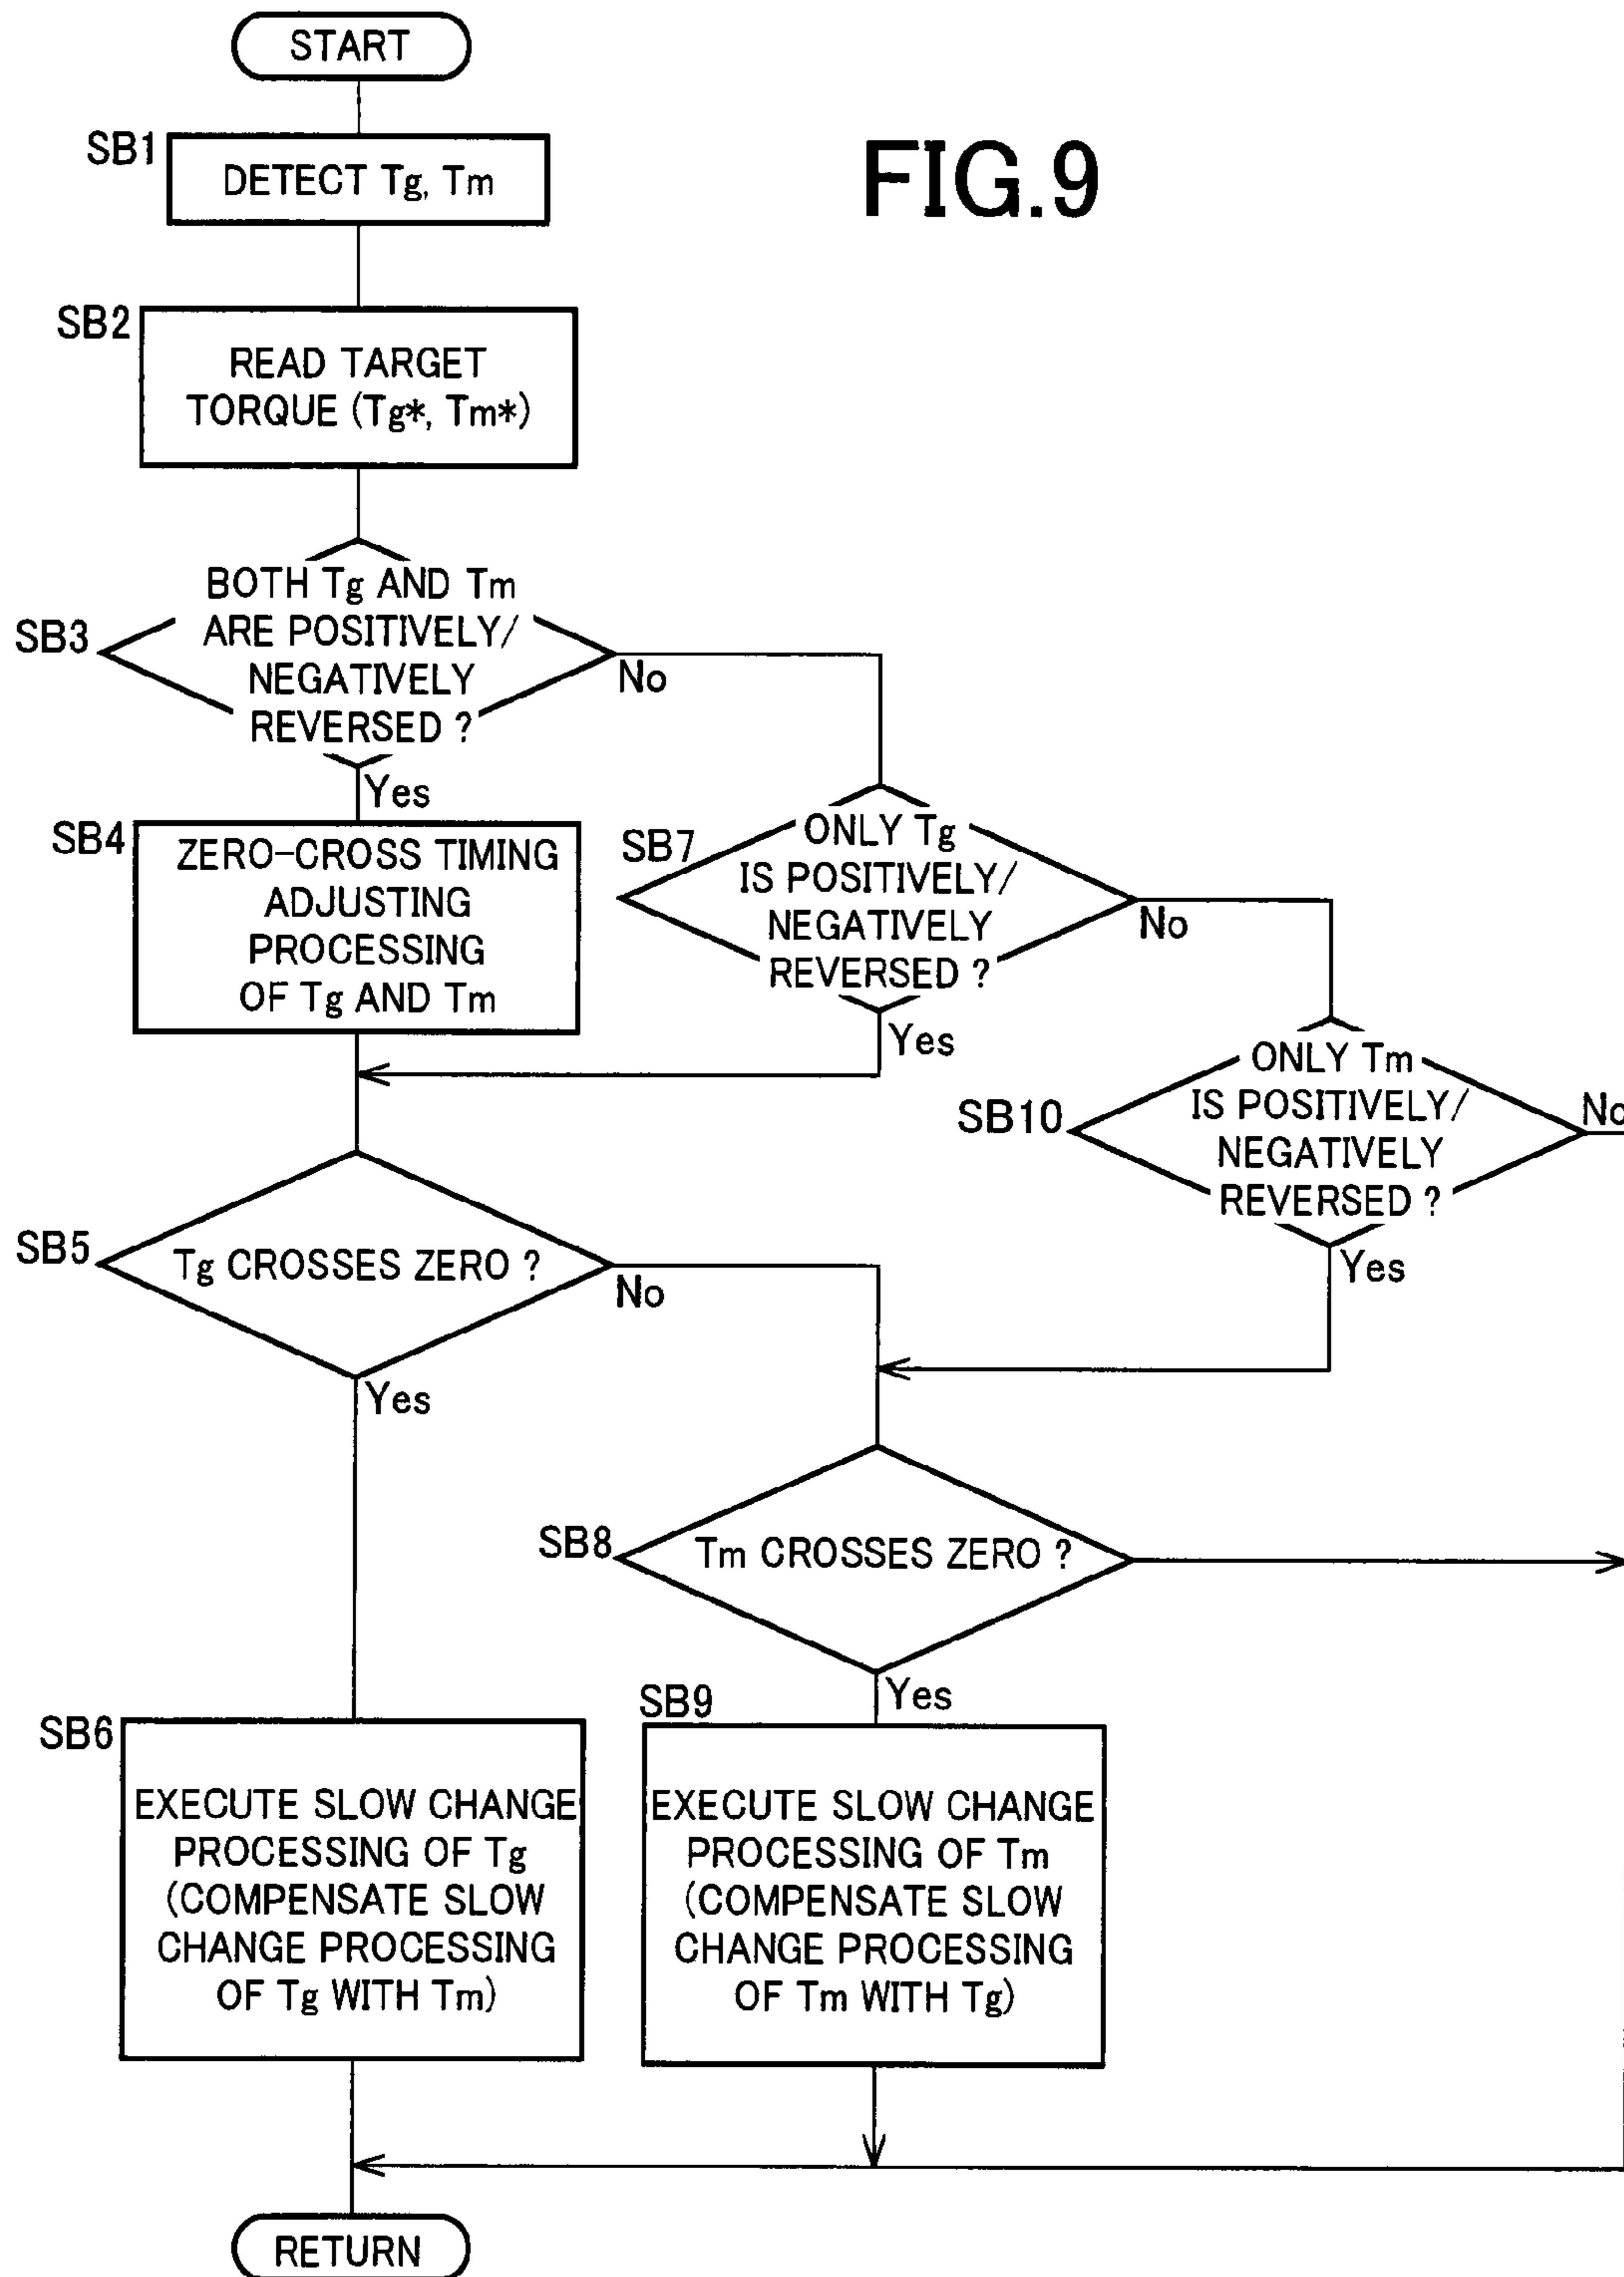 START
FIG.9
SB1
DETECT Tg, Tm
SB2
READ TARGET
TORQUE (Tg*, Tm*)
SB3
BOTH Tg AND Tm
ARE POSITIVELY/
NEGATIVELY
REVERSED ?
No
Yes
SB4
ZERO-CROSS TIMING
ADJUSTING
PROCESSING
OF Tg AND Tm
SB7
ONLY Tg
IS POSITIVELY/
NEGATIVELY
REVERSED ?
No
Yes
SB10
ONLY Tm
IS POSITIVELY/
NEGATIVELY
REVERSED ?
No
Yes
SB5
Tg CROSSES ZERO ?
No
Yes
SB8
Tm CROSSES ZERO ?
Yes
SB6
EXECUTE SLOW CHANGE
PROCESSING OF Tg
(COMPENSATE SLOW
CHANGE PROCESSING
OF Tg WITH Tm)
SB9
EXECUTE SLOW CHANGE
PROCESSING OF Tm
(COMPENSATE SLOW
CHANGE PROCESSING
OF Tm WITH Tg)
RETURN